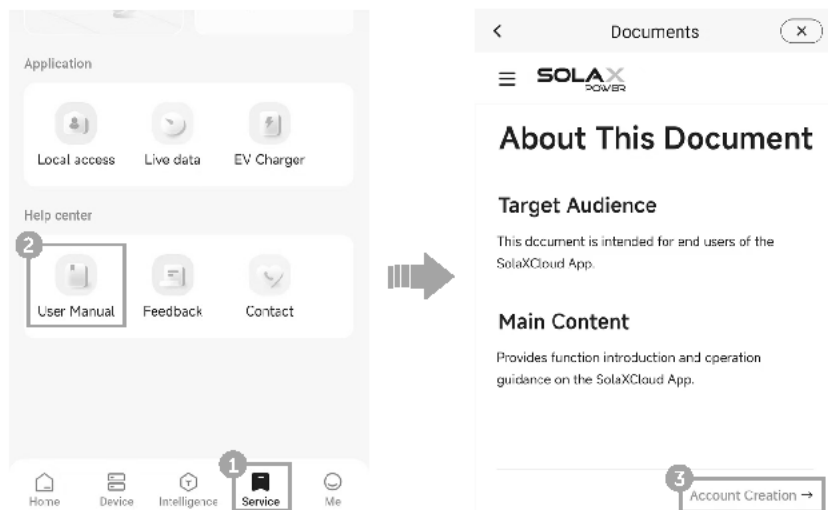 Application
Local access Live data EV Charger
Help center
2
User Manual Feedback Contact
1
Home Device Intelligence Service Me
Documents
SOLAX
POWER
About This Document
Target Audience
This document is intended for end users of the
SolaXCloud App.
Main Content
Provides function introduction and operation
guidance on the SolaXCloud App.
3
Account Creation →